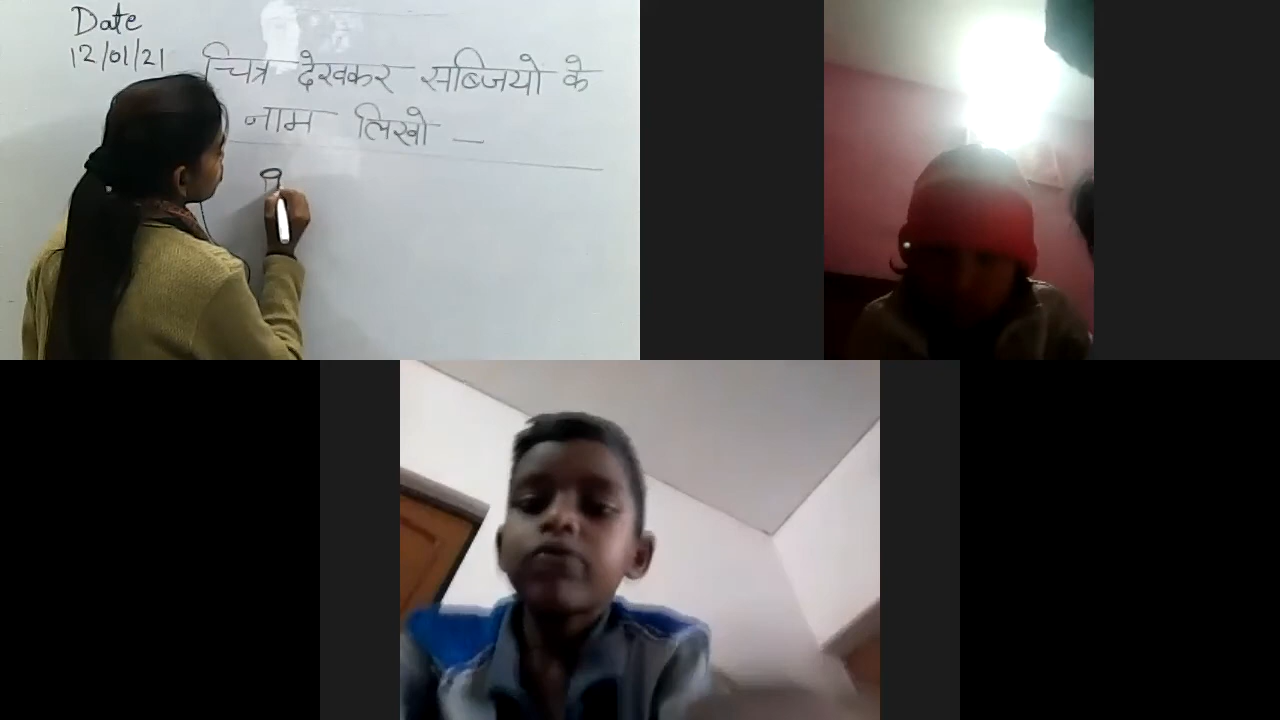 Date
12/01/21
चित्र देखकर सब्जियो के
नाम लिखो —